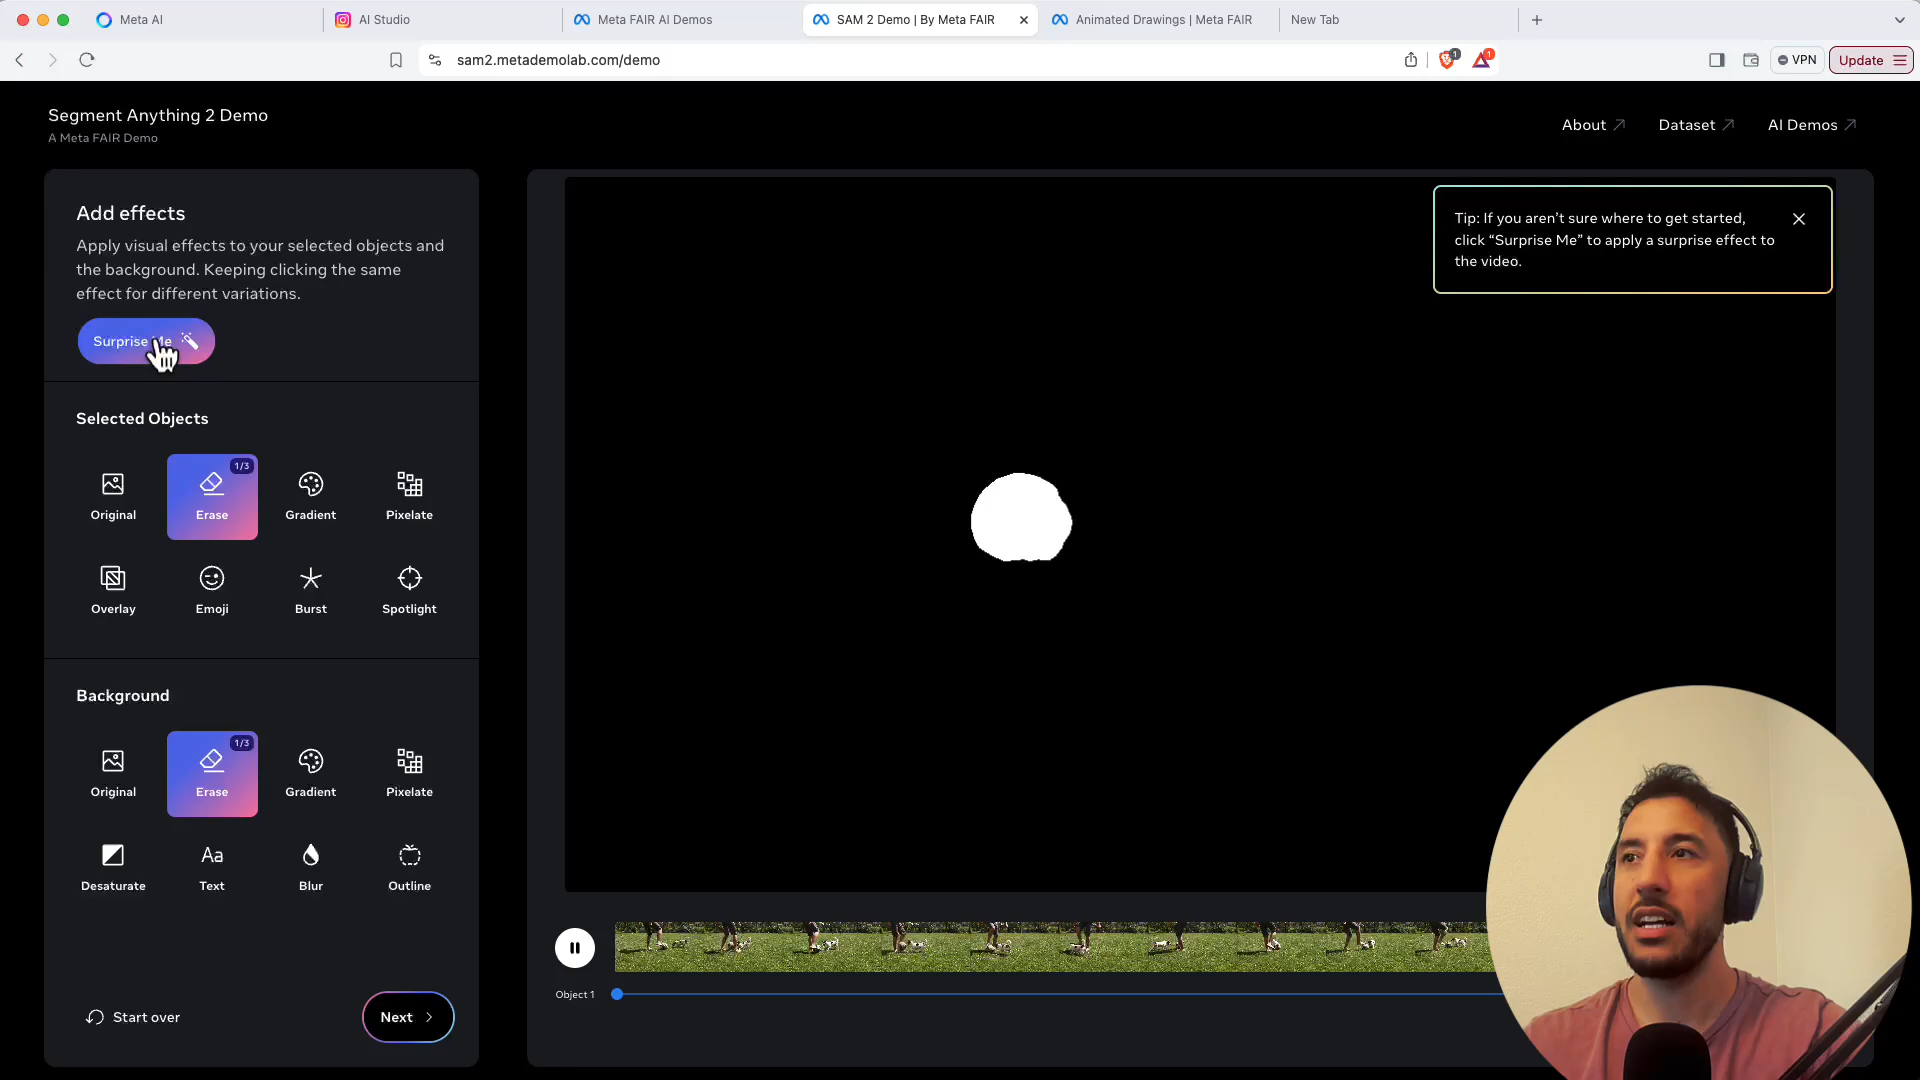 Meta AI
AI Studio
Meta FAIR AI Demos
SAM 2 Demo | By Meta FAIR
Animated Drawings | Meta FAIR
New Tab
sam2.metademolab.com/demo
1
1
VPN
Update
Segment Anything 2 Demo
A Meta FAIR Demo
About
Dataset
AI Demos
Add effects
Apply visual effects to your selected objects and
the background. Keeping clicking the same
effect for different variations.
Surprise Me
Tip: If you aren’t sure where to get started,
click “Surprise Me” to apply a surprise effect to
the video.
Selected Objects
Original
1/3
Erase
Gradient
Pixelate
Overlay
Emoji
Burst
Spotlight
Background
Original
1/3
Erase
Gradient
Pixelate
Desaturate
Aa
Text
Blur
Outline
Object 1
Start over
Next